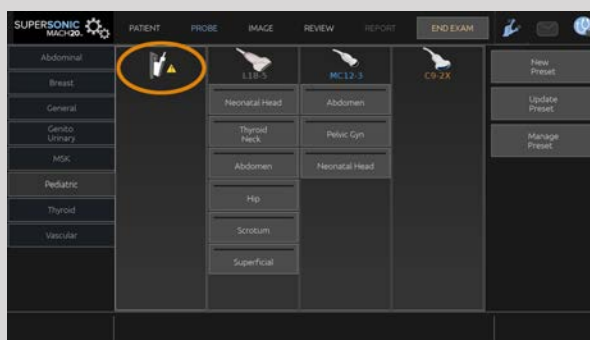 SUPERSONIC
MACH20.
PATIENT
PROBE
IMAGE
REVIEW
REPORT
END EXAM
Abdominal
Breast
General
Genito
Urinary
MSK
Pediatric
Thyroid
Vascular
L18-5
Neonatal Head
Thyroid
Neck
Abdomen
Hip
Scrotum
Superficial
MC12-3
Abdomen
Pelvic Gyn
Neonatal Head
C9-2X
New
Preset
Update
Preset
Manage
Preset